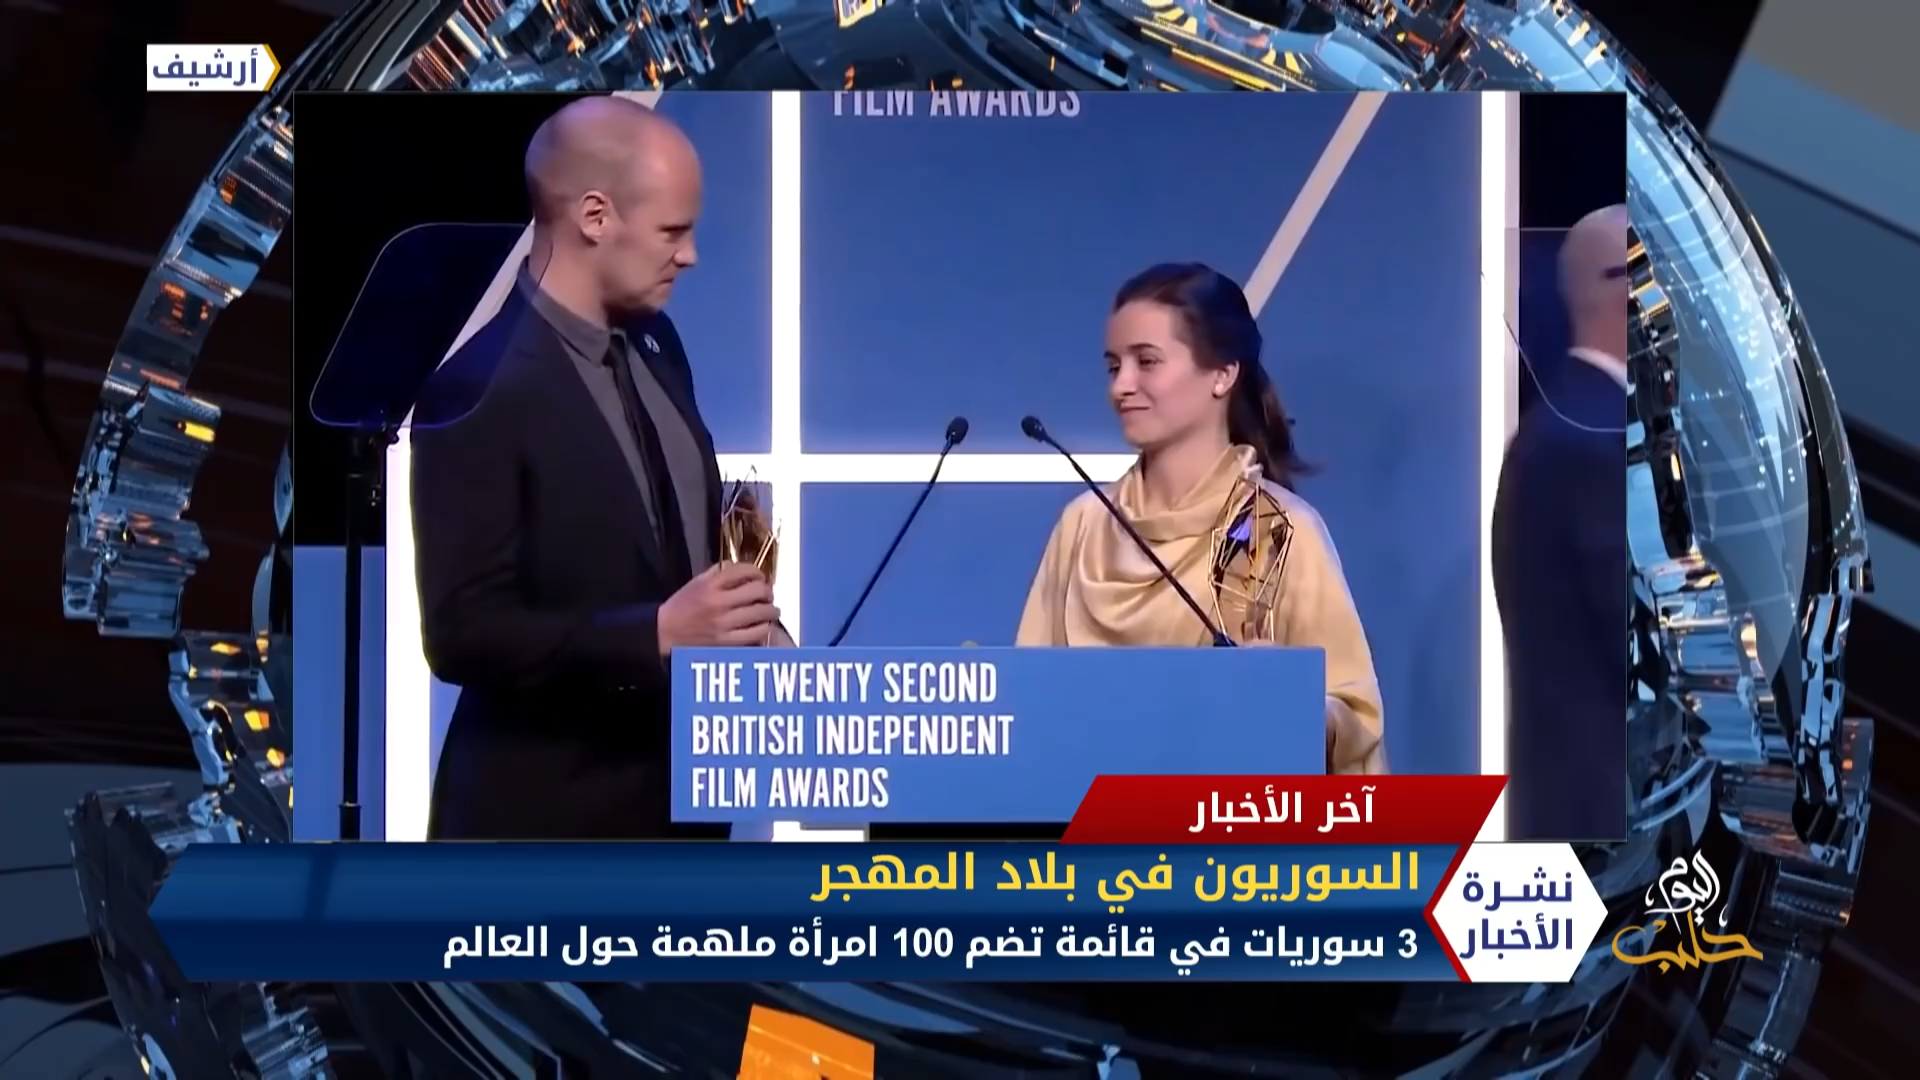 أرشيف
FILM AWARDS
THE TWENTY SECOND
BRITISH INDEPENDENT
FILM AWARDS
آخر الأخبار
السوريون في بلاد المهجر
3 سوريات في قائمة تضم 100 امرأة ملهمة حول العالم
نشرة
الأخبار
حلب
اليوم